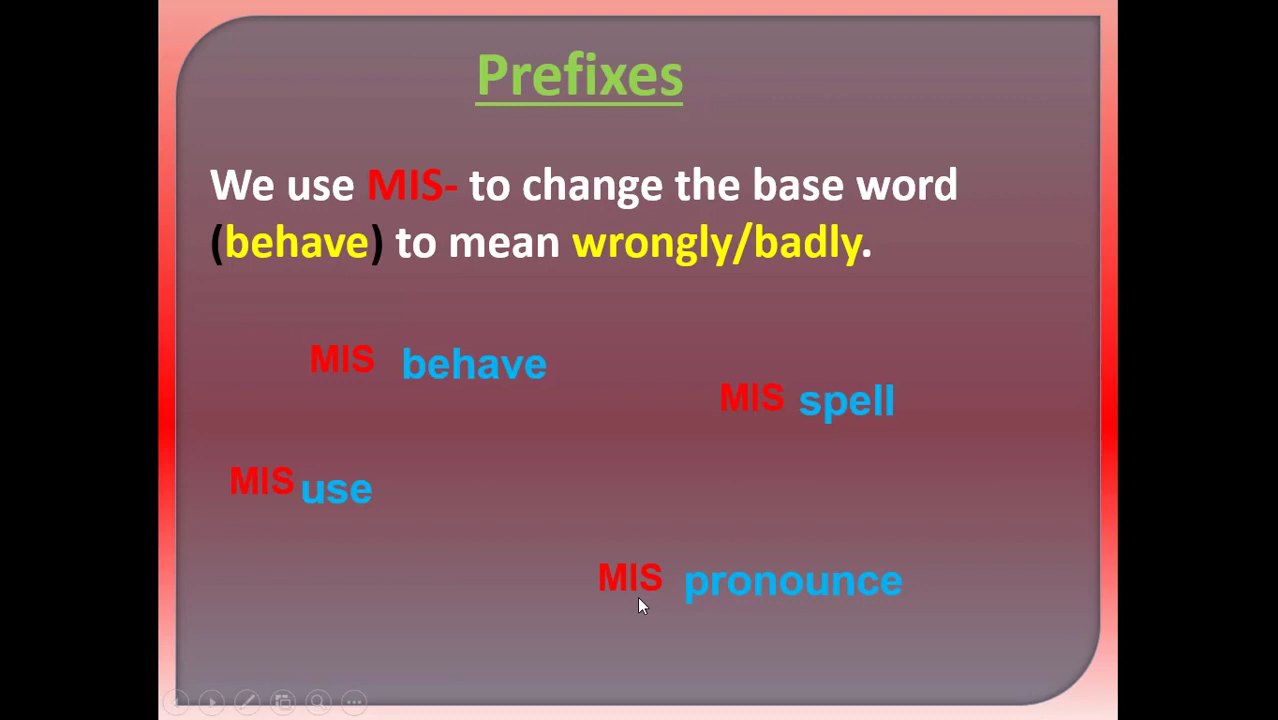 Prefixes
We use MIS- to change the base word
(behave) to mean wrongly/badly.
MIS behave
MIS spell
MIS use
MIS pronounce